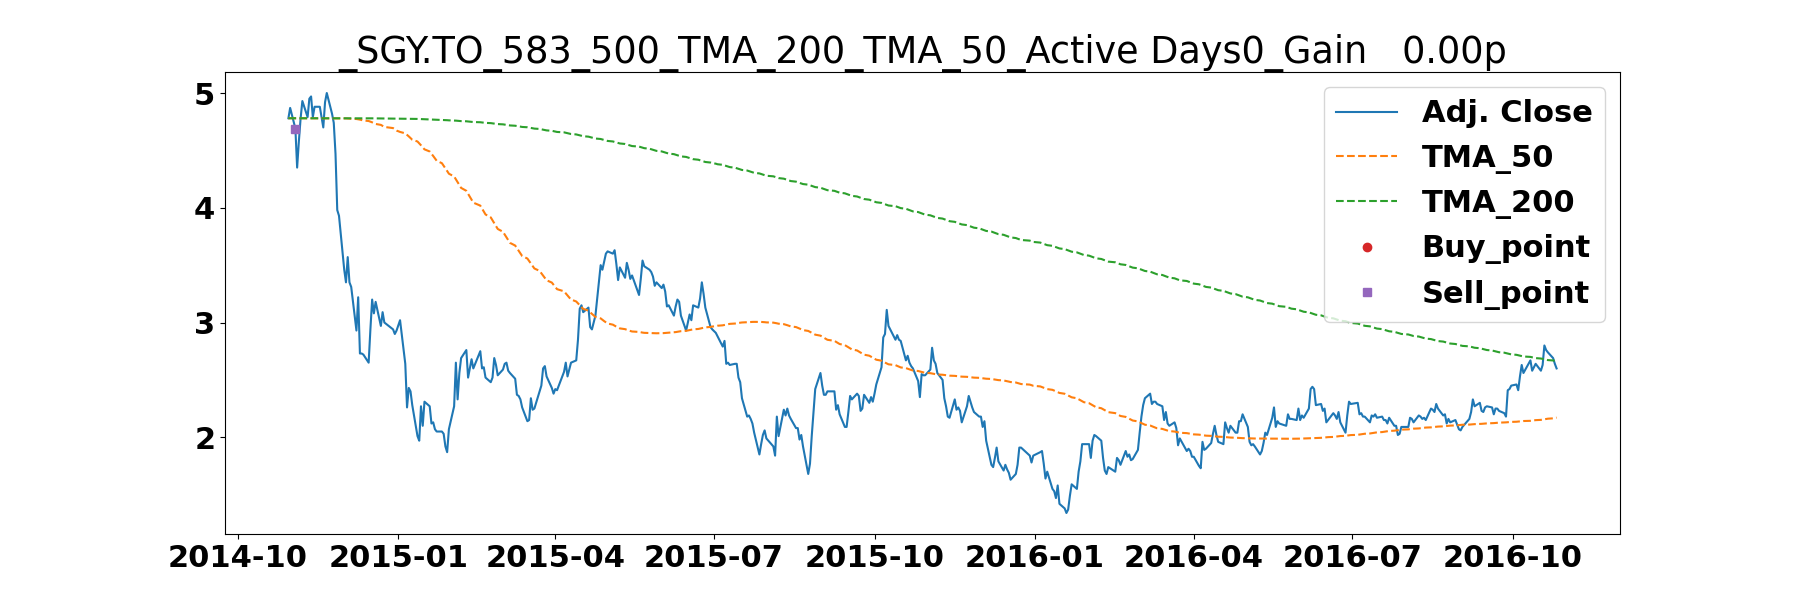 _SGY.TO_583_500_TMA_200_TMA_50_Active Days0_Gain   0.00p
5
4
3
2
Adj. Close
TMA_50
TMA_200
Buy_point
Sell_point
2014-10 2015-01 2015-04 2015-07 2015-10 2016-01 2016-04 2016-07 2016-10